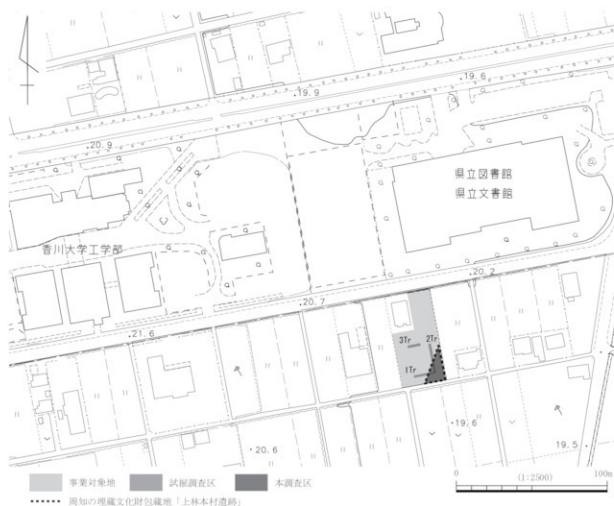 19.9
19.6
20.9
県立図書館
県立文書館
香川大学工学部
20.2
20.7
21.6
3Tr
2Tr
1Tr
19.6
20.6
19.5
事業対象地
試掘調査区
本調査区
周知の埋蔵文化財包蔵地「上林本村遺跡」
0
(1:2500)
100m